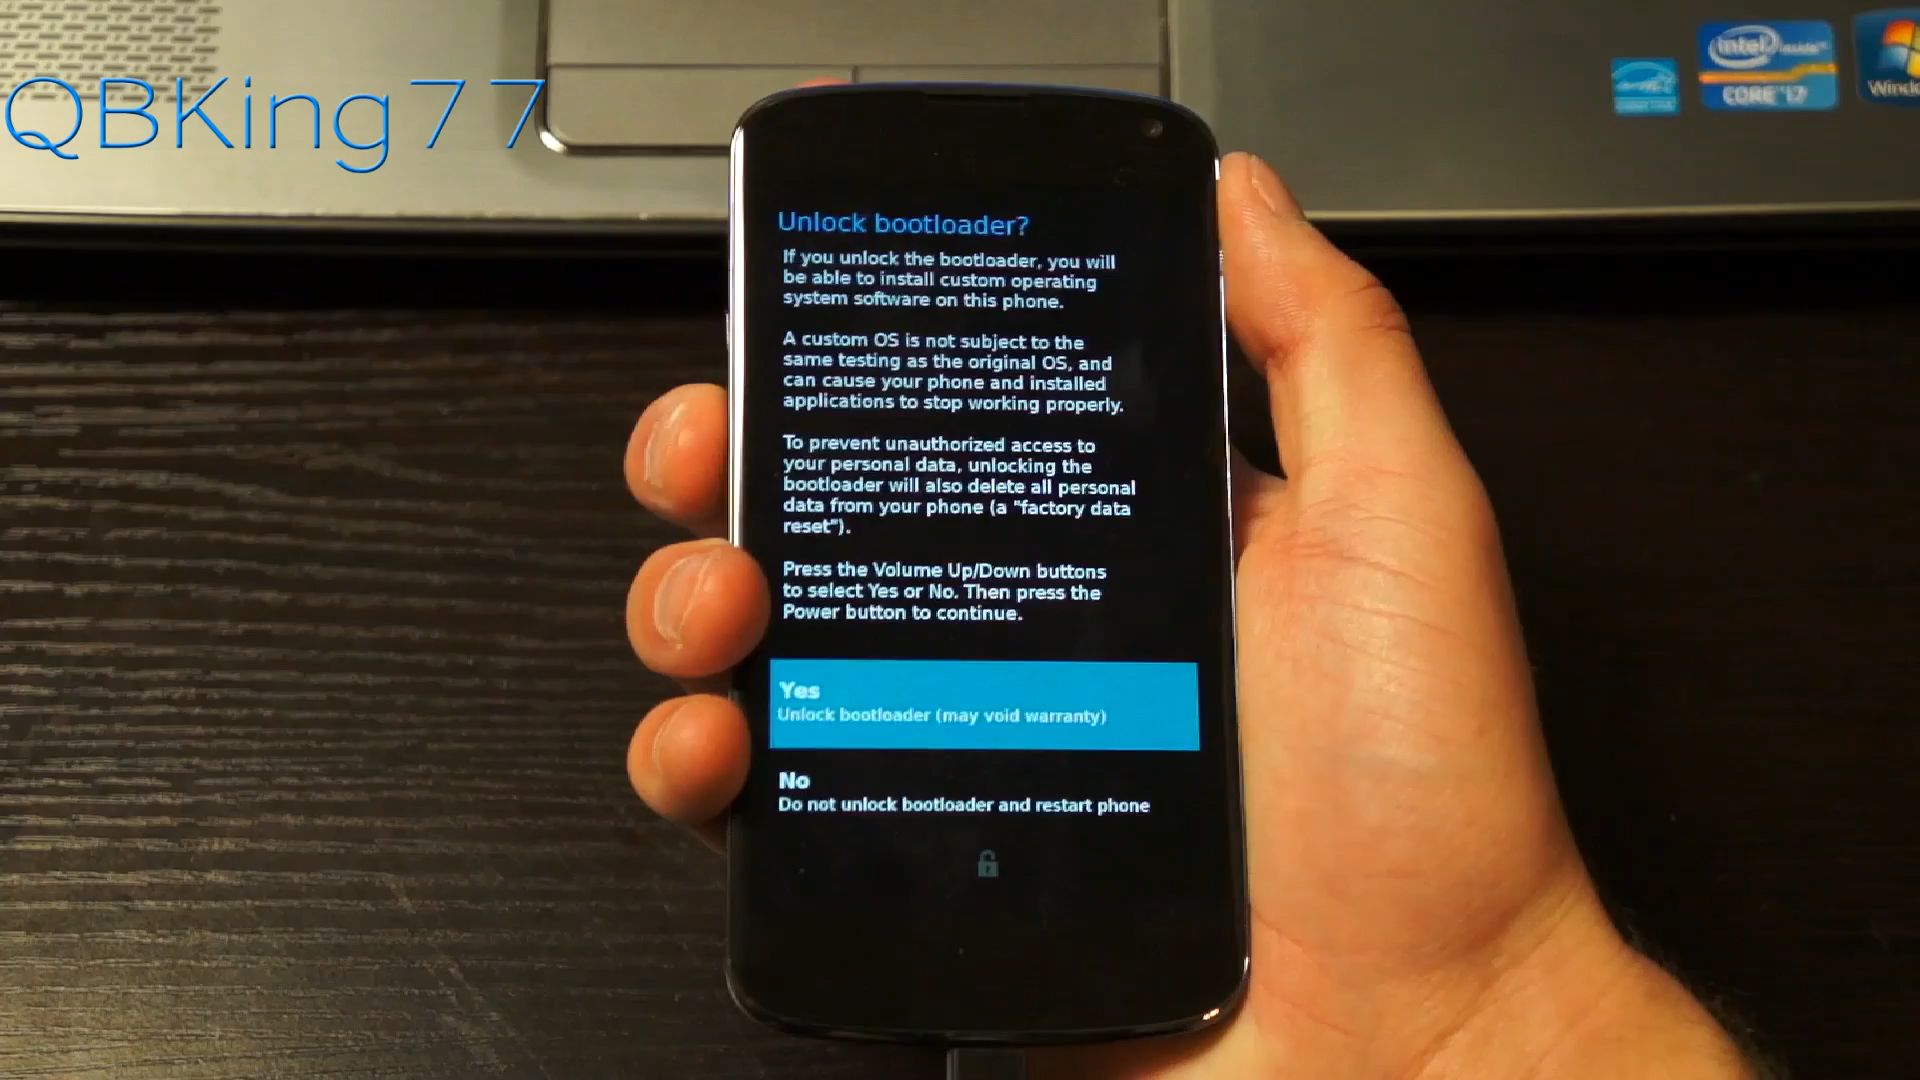 QBKing77
intel inside
CORE i7
Unlock bootloader?
If you unlock the bootloader, you will
be able to install custom operating
system software on this phone.
A custom OS is not subject to the
same testing as the original OS, and
can cause your phone and installed
applications to stop working properly.
To prevent unauthorized access to
your personal data, unlocking the
bootloader will also delete all personal
data from your phone (a "factory data
reset").
Press the Volume Up/Down buttons
to select Yes or No. Then press the
Power button to continue.
Yes
Unlock bootloader (may void warranty)
No
Do not unlock bootloader and restart phone